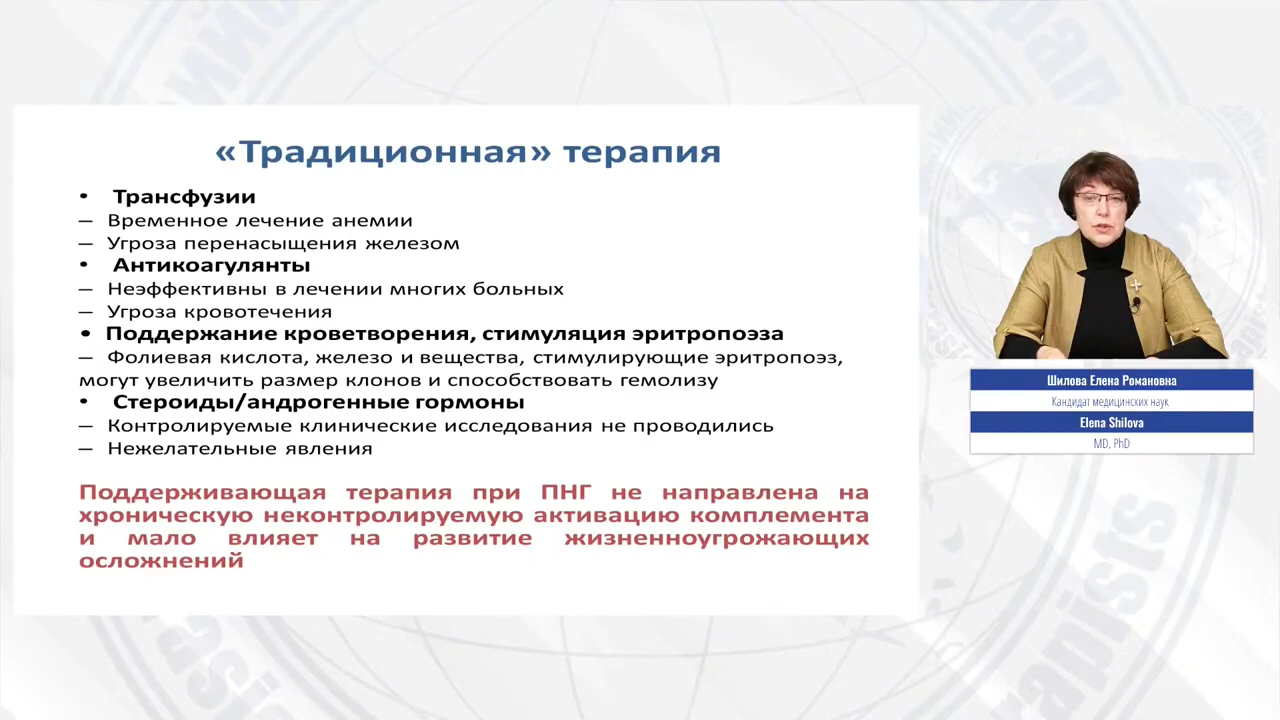 «Традиционная» терапия
• Трансфузии
– Временное лечение анемии
– Угроза перенасыщения железом
• Антикоагулянты
– Неэффективны в лечении многих больных
– Угроза кровотечения
• Поддержание кроветворения, стимуляция эритропоэза
– Фолиевая кислота, железо и вещества, стимулирующие эритропоэз,
могут увеличить размер клонов и способствовать гемолизу
• Стероиды/андрогенные гормоны
– Контролируемые клинические исследования не проводились
– Нежелательные явления
Поддерживающая терапия при ПНГ не направлена на
хроническую неконтролируемую активацию комплемента
и мало влияет на развитие жизненноугрожающих
осложнений
Шилова Елена Романовна
Кандидат медицинских наук
Elena Shilova
MD, PhD